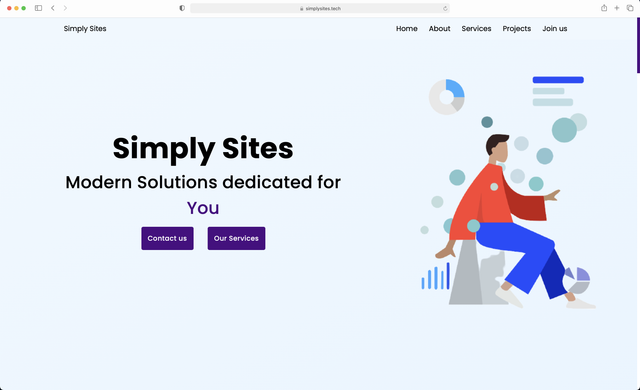 simplysites.tech
Simply Sites
Home About Services Projects Join us
Simply Sites
Modern Solutions dedicated for
You
Contact us Our Services